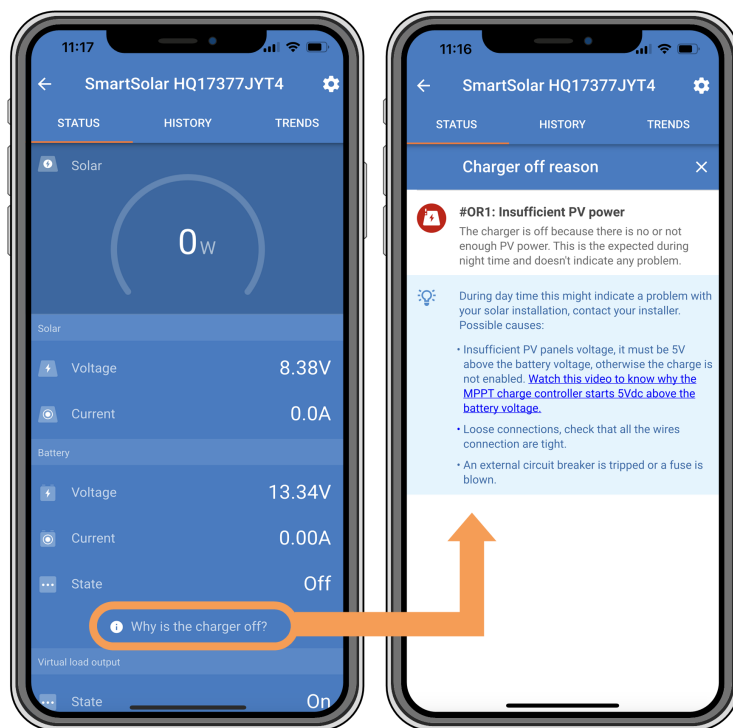 11:17
SmartSolar HQ17377JYT4
STATUS HISTORY TRENDS
Solar
0W
Solar
Voltage 8.38V
Current 0.0A
Battery
Voltage 13.34V
Current 0.00A
State Off
Why is the charger off?
Virtual load output
State On
11:16
SmartSolar HQ17377JYT4
STATUS HISTORY TRENDS
Charger off reason
#OR1: Insufficient PV power
The charger is off because there is no or not
enough PV power. This is the expected during
night time and doesn't indicate any problem.
During day time this might indicate a problem with
your solar installation, contact your installer.
Possible causes:
• Insufficient PV panels voltage, it must be 5V
above the battery voltage, otherwise the charge is
not enabled. Watch this video to know why the
MPPT charge controller starts 5Vdc above the
battery voltage.
• Loose connections, check that all the wires
connection are tight.
• An external circuit breaker is tripped or a fuse is
blown.